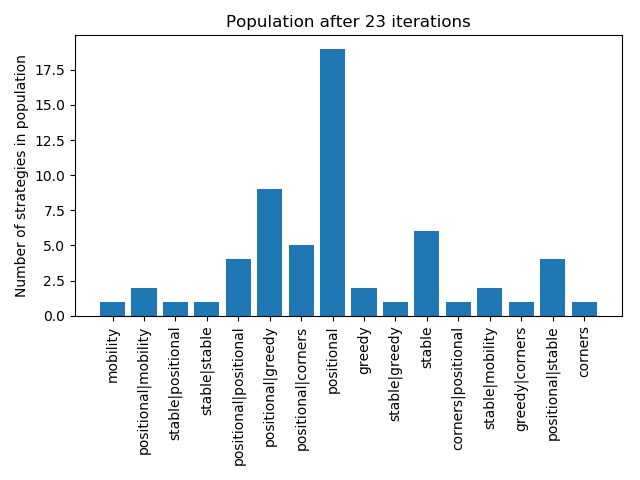 Population after 23 iterations
Number of strategies in population
17.5
15.0
12.5
10.0
7.5
5.0
2.5
0.0
mobility
positional|mobility
stable|positional
stable|stable
positional|positional
positional|greedy
positional|corners
positional
greedy
stable|greedy
stable
corners|positional
stable|mobility
greedy|corners
positional|stable
corners